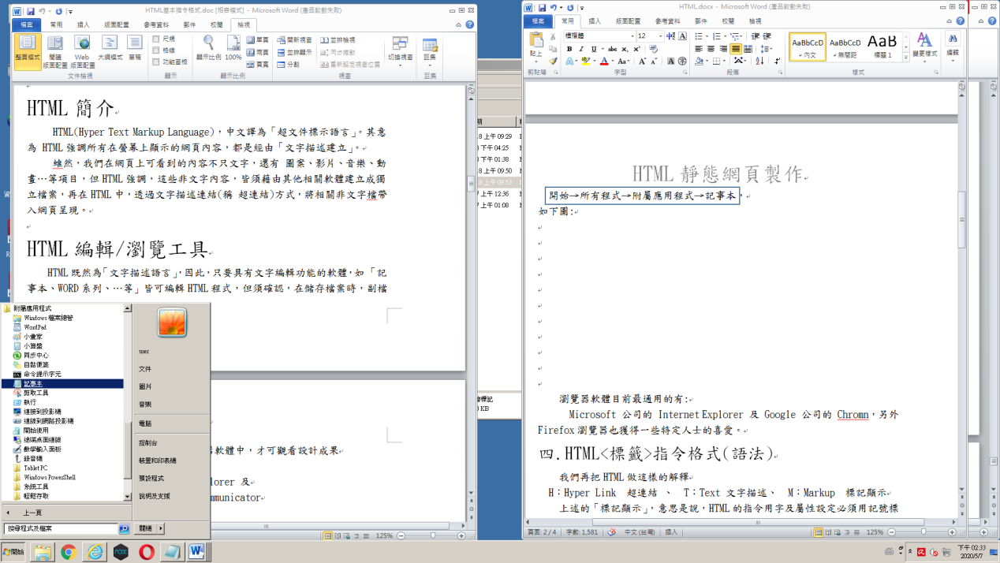 HTML基本指令格式.doc [相容模式] - Microsoft Word (產品啟動失敗)
檔案 常用 插入 版面配置 參考資料 郵件 校閱 檢視
整頁模式 閱讀版面配置 Web版面配置 大綱模式 草稿
尺規
格線
功能窗格
顯示比例 100% 單頁 兩頁 頁寬
開新視窗 並排顯示 分割
並排檢視 同步捲動 重新設定視窗位置
切換視窗 巨集
文件檢視 顯示 顯示比例 視窗 巨集
HTML 簡介
HTML(Hyper Text Markup Language)，中文譯為「超文件標示語言」。其意
為 HTML 強調所有在螢幕上顯示的網頁內容，都是經由「文字描述建立」。
雖然，我們在網頁上可看到的內容不只文字，還有 圖案、影片、音樂、動
畫…等項目，但 HTML 強調，這些非文字內容，皆須藉由其他相關軟體建立成獨
立檔案，再在 HTML 中，透過文字描述連結(稱 超連結)方式，將相關非文字檔帶
入網頁呈現。
HTML 編輯/瀏覽工具
HTML 既然為「文字描述語言」，因此，只要具有文字編輯功能的軟體，如 「記
事本、WORD 系列、…等」皆可編輯 HTML 程式，但須確認，在儲存檔案時，副檔
軟體中，才可觀看設計成果
orer 及
mmunicator
125%
附屬應用程式
Windows 檔案總管
WordPad
小畫家
小算盤
同步中心
自黏便箋
命令提示字元
記事本
剪取工具
執行
連接到投影機
連線到網路投影機
開始使用
遠端桌面連線
數學輸入面板
錄音機
Tablet PC
Windows PowerShell
系統工具
輕鬆存取
上一頁
搜尋程式及檔案
user
文件
圖片
音樂
電腦
控制台
裝置和印表機
預設程式
說明及支援
關機
期
8 上午 09:29
下午 04:25
下午 01:38
8 上午 09:50
8 上午 09:53
7 上午 12:36
7 上午 01:08
標記
KB
HTML.docx - Microsoft Word (產品啟動失敗)
檔案 常用 插入 版面配置 參考資料 郵件 校閱 檢視
貼上 標楷體 12
B I U abc x₂ x²
AaBbCcD 內文
AaBbCcD 無間距
AaBb 標題 1
變更樣式 編輯
剪貼簿 字型 段落 樣式
HTML 靜態網頁製作
開始→所有程式→附屬應用程式→記事本，
如下圖:
瀏覽器軟體目前最通用的有:
Microsoft 公司的 Internet Explorer 及 Google 公司的 Chromn，另外
Firefox 瀏覽器也獲得一些特定人士的喜愛。
四.HTML<標籤>指令格式(語法)
我們再把 HTML 做這樣的解釋
H：Hyper Link 超連結 、 T：Text 文字描述、 M：Markup 標記顯示
上述的「標記顯示」，意思是說，HTML 的指令用字及屬性設定必須用記號標
頁面: 2 / 4 字數: 1,581 中文 (台灣) 插入 125%
開始
nox
下午 02:33
2020/5/7